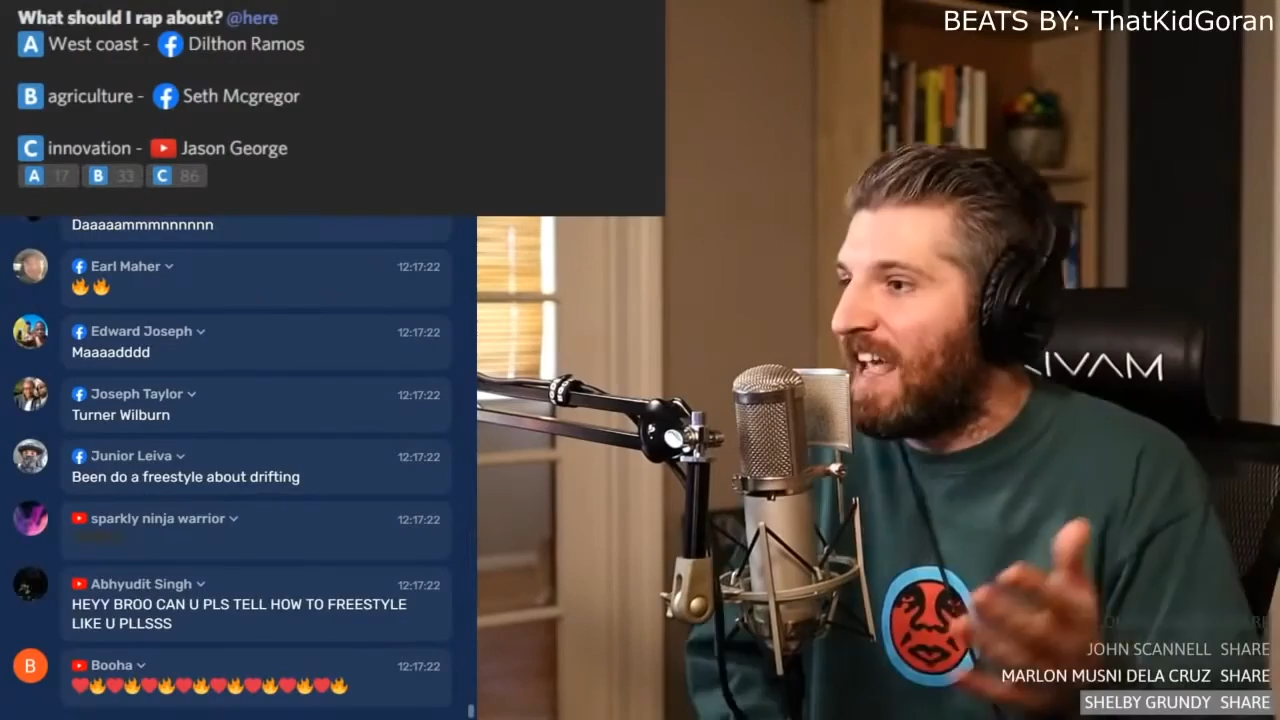 What should I rap about? @here
A West coast - Dilthon Ramos
B agriculture - Seth Mcgregor
C innovation - Jason George
A 17 B 33 C 86
BEATS BY: ThatKidGoran
Daaaaammmnnnnnn
Earl Maher 12:17:22
Edward Joseph 12:17:22
Maaaadddd
Joseph Taylor 12:17:22
Turner Wilburn
Junior Leiva 12:17:22
Been do a freestyle about drifting
sparkly ninja warrior 12:17:22
Abhyudit Singh 12:17:22
HEYY BROO CAN U PLS TELL HOW TO FREESTYLE
LIKE U PLLSSS
B Booha 12:17:22
JOHN SCANNELL SHARE
MARLON MUSNI DELA CRUZ SHARE
SHELBY GRUNDY SHARE